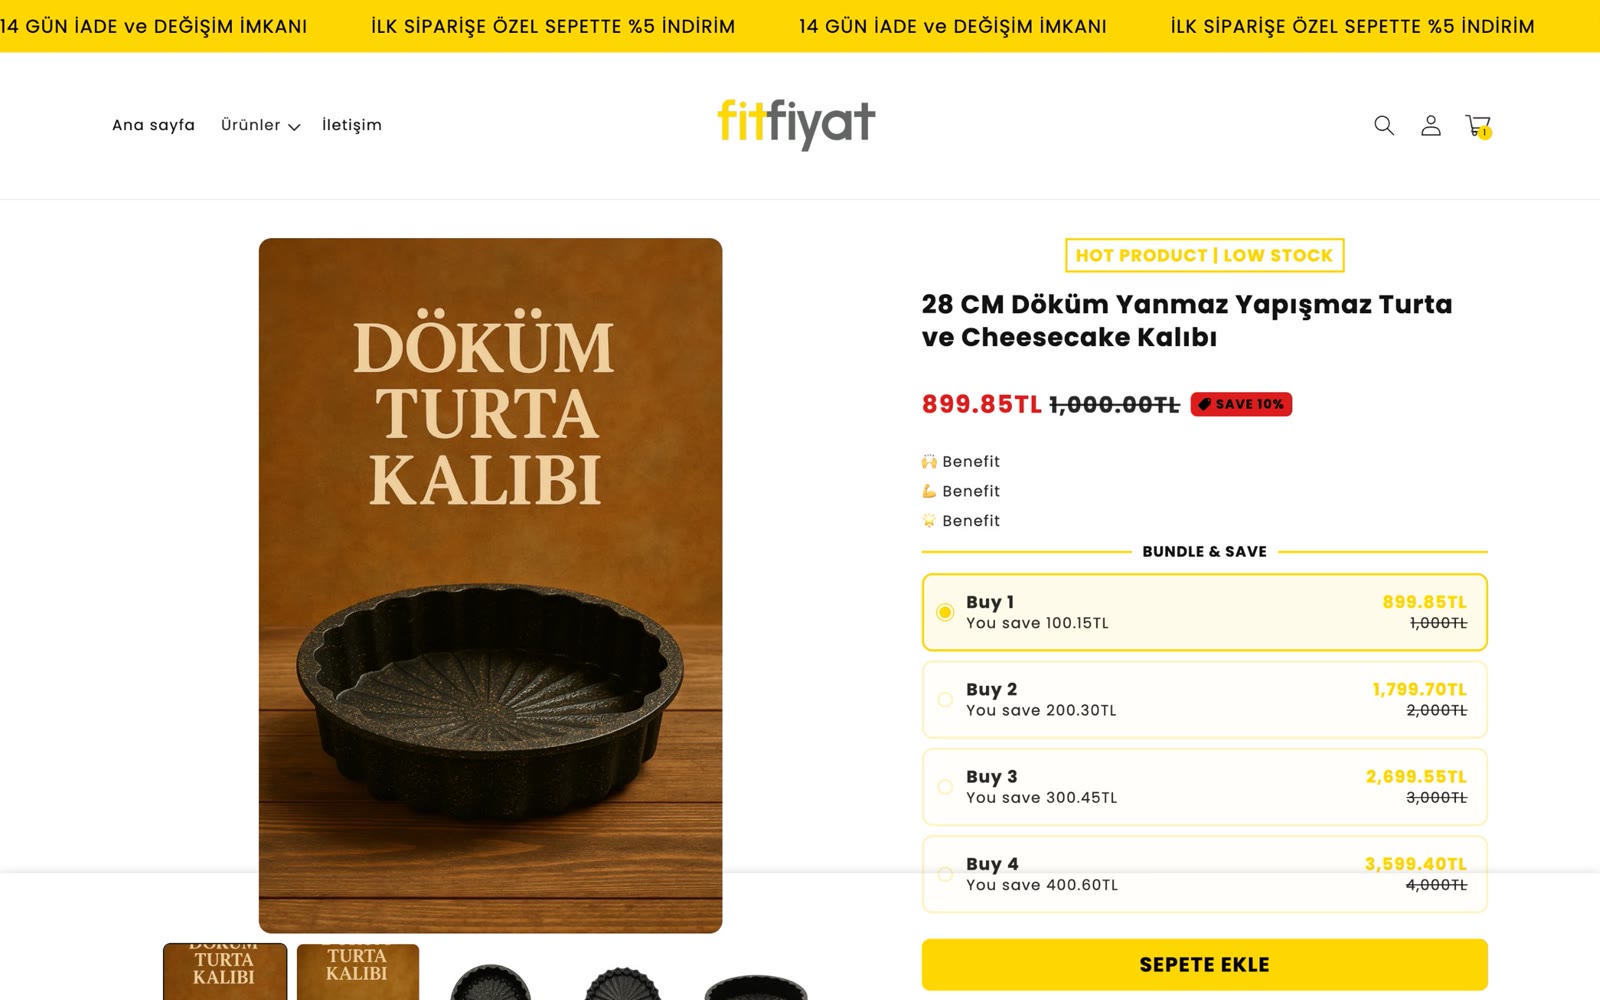 14 GÜN İADE ve DEĞİŞİM İMKANI
İLK SİPARİŞE ÖZEL SEPETTE %5 İNDİRİM
14 GÜN İADE ve DEĞİŞİM İMKANI
İLK SİPARİŞE ÖZEL SEPETTE %5 İNDİRİM
Ana sayfa
Ürünler
İletişim
fitfiyat
1
DÖKÜM
TURTA
KALIBI
HOT PRODUCT | LOW STOCK
28 CM Döküm Yanmaz Yapışmaz Turta
ve Cheesecake Kalıbı
899.85TL 1,000.00TL SAVE 10%
🙌 Benefit
💪 Benefit
🌟 Benefit
BUNDLE & SAVE
Buy 1 899.85TL
You save 100.15TL 1,000TL
Buy 2 1,799.70TL
You save 200.30TL 2,000TL
Buy 3 2,699.55TL
You save 300.45TL 3,000TL
Buy 4 3,599.40TL
You save 400.60TL 4,000TL
SEPETE EKLE
DÖKÜM
TURTA
KALIBI
TURTA
KALIBI